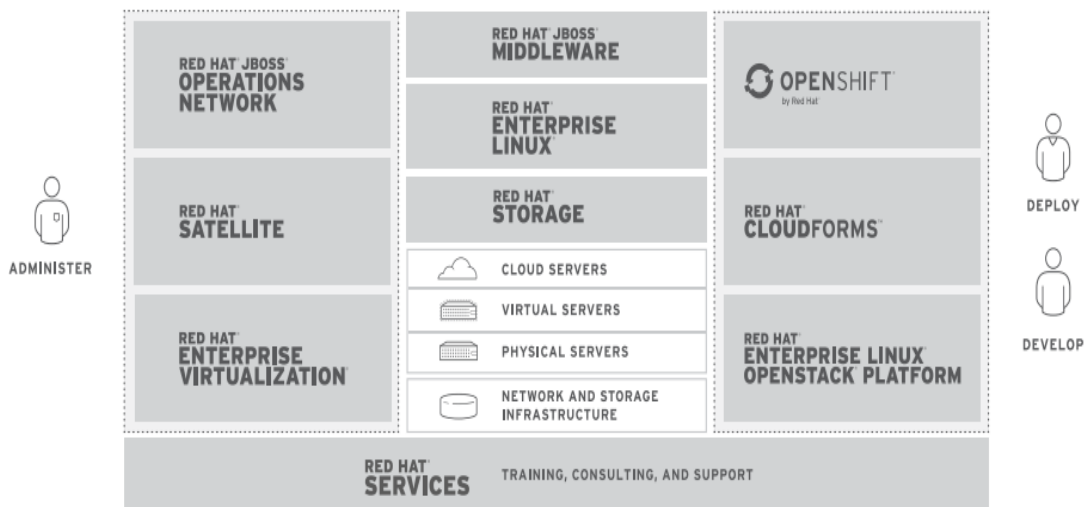 ADMINISTER
RED HAT® JBOSS®
OPERATIONS
NETWORK
RED HAT®
SATELLITE
RED HAT®
ENTERPRISE
VIRTUALIZATION
RED HAT® JBOSS®
MIDDLEWARE
RED HAT®
ENTERPRISE
LINUX®
RED HAT®
STORAGE
CLOUD SERVERS
VIRTUAL SERVERS
PHYSICAL SERVERS
NETWORK AND STORAGE
INFRASTRUCTURE
OPENSHIFT™
by Red Hat®
RED HAT®
CLOUDFORMS™
RED HAT®
ENTERPRISE LINUX®
OPENSTACK® PLATFORM
DEPLOY
DEVELOP
RED HAT®
SERVICES
TRAINING, CONSULTING, AND SUPPORT